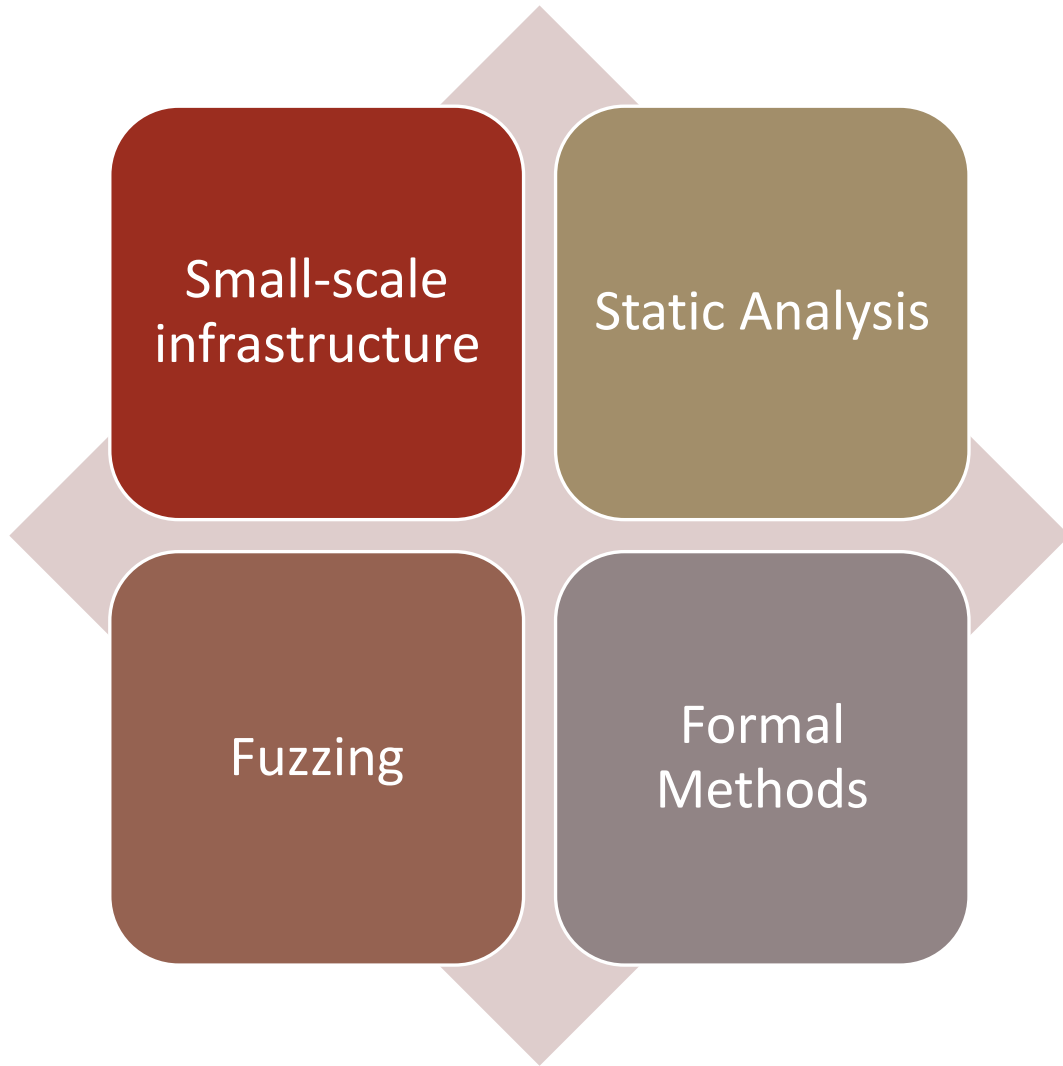 Small-scale
infrastructure
Static Analysis
Fuzzing
Formal
Methods